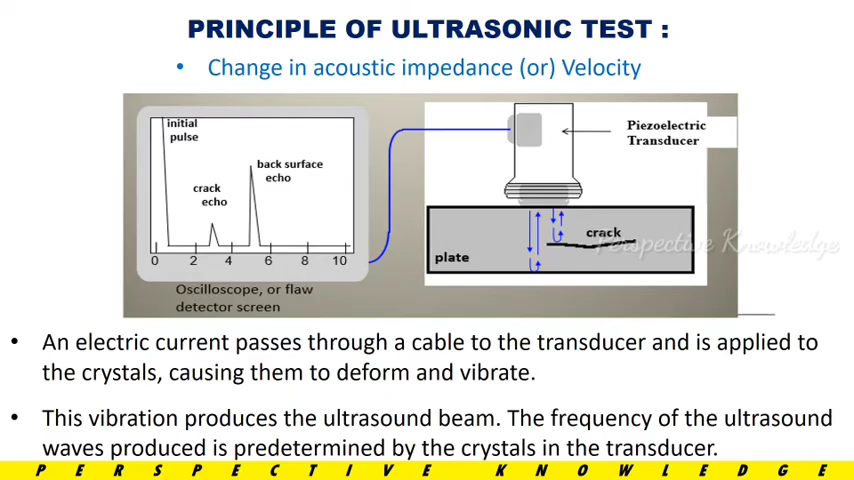 PRINCIPLE OF ULTRASONIC TEST :
• Change in acoustic impedance (or) Velocity
initial
pulse
crack
echo
back surface
echo
0 2 4 6 8 10
Oscilloscope, or flaw
detector screen
Piezoelectric
Transducer
crack
plate
Perspective Knowledge
• An electric current passes through a cable to the transducer and is applied to
the crystals, causing them to deform and vibrate.
• This vibration produces the ultrasound beam. The frequency of the ultrasound
waves produced is predetermined by the crystals in the transducer.
PERSPECTIVE KNOWLEDGE